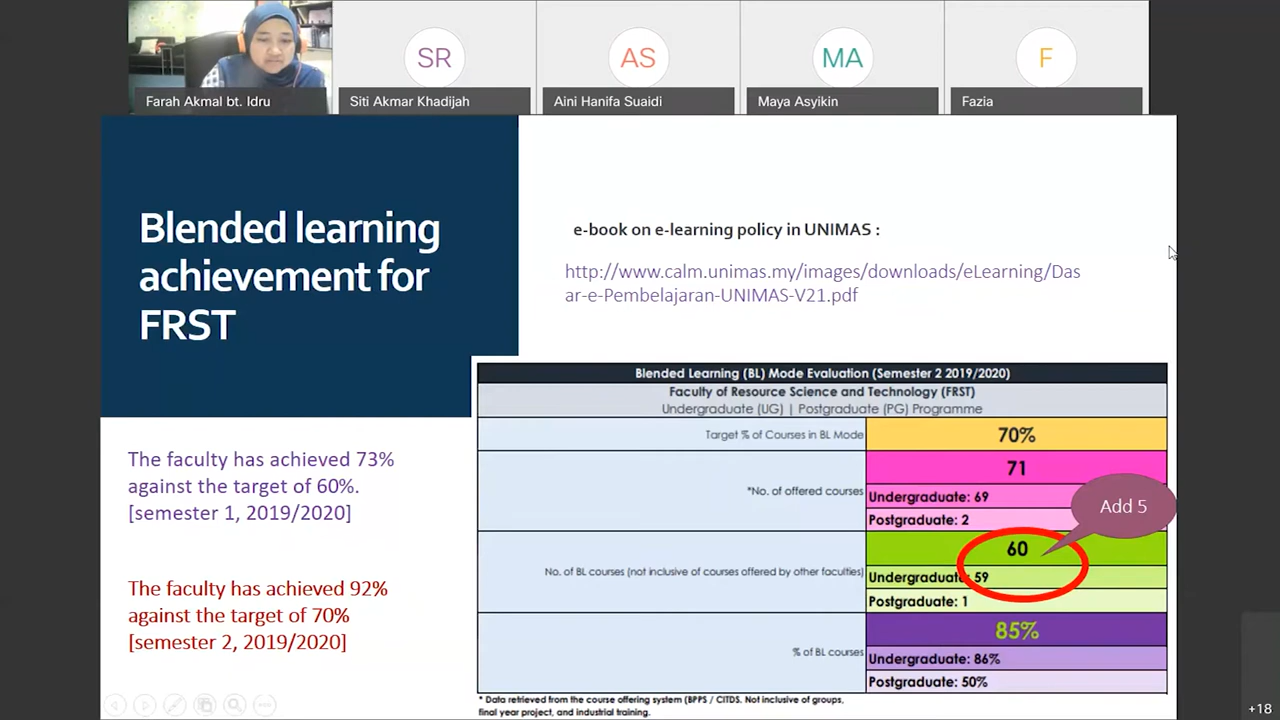 SR
AS
MA
F
Farah Akmal bt. Idru
Siti Akmar Khadijah
Aini Hanifa Suaidi
Maya Asyikin
Fazia
Blended learning
achievement for
FRST
e-book on e-learning policy in UNIMAS :
http://www.calm.unimas.my/images/downloads/eLearning/Das
ar-e-Pembelajaran-UNIMAS-V21.pdf
The faculty has achieved 73%
against the target of 60%.
[semester 1, 2019/2020]
The faculty has achieved 92%
against the target of 70%
[semester 2, 2019/2020]
Blended Learning (BL) Mode Evaluation (Semester 2 2019/2020)
Faculty of Resource Science and Technology (FRST)
Undergraduate (UG) | Postgraduate (PG) Programme
Target % of Courses in BL Mode
70%
*No. of offered courses
71
Undergraduate: 69
Postgraduate: 2
Add 5
No. of BL courses (not inclusive of courses offered by other faculties)
60
Undergraduate: 59
Postgraduate: 1
% of BL courses
85%
Undergraduate: 86%
Postgraduate: 50%
* Data retrieved from the course offering system (BPPS / CITDS. Not inclusive of groups,
final year project, and industrial training.
+18